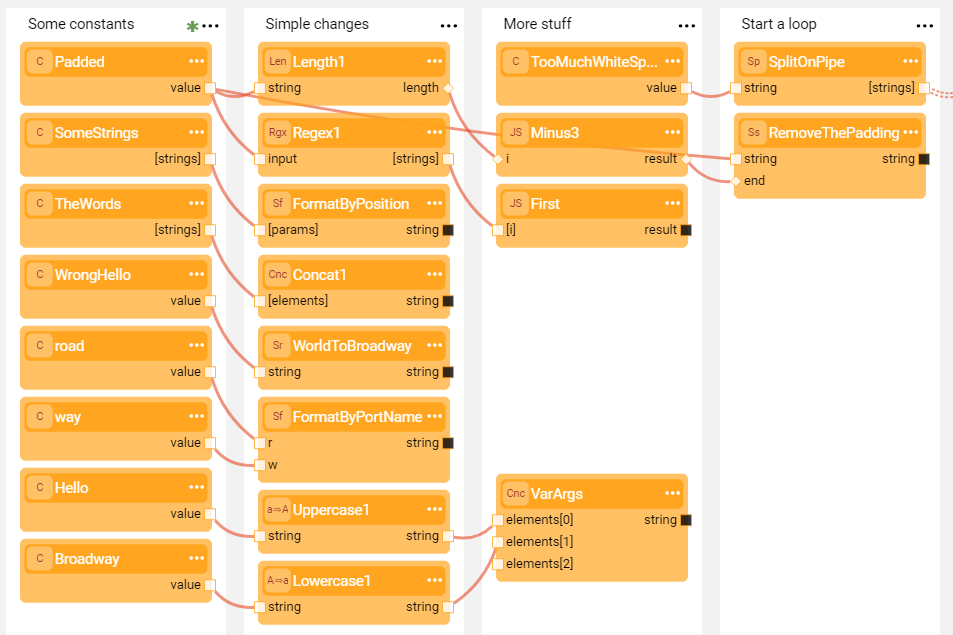 Some constants
C Padded
value
C SomeStrings
[strings]
C TheWords
[strings]
C WrongHello
value
C road
value
C way
value
C Hello
value
C Broadway
value
Simple changes
Len Length1
string length
Rgx Regex1
input [strings]
Sf FormatByPosition
[params] string
Cnc Concat1
[elements] string
Sr WorldToBroadway
string string
Sf FormatByPortName
r string
w
a⇨A Uppercase1
string string
A⇨a Lowercase1
string string
More stuff
C TooMuchWhiteSp...
value
JS Minus3
i result
JS First
[i] result
Cnc VarArgs
elements[0] string
elements[1]
elements[2]
Start a loop
Sp SplitOnPipe
string [strings]
Ss RemoveThePadding
string string
end